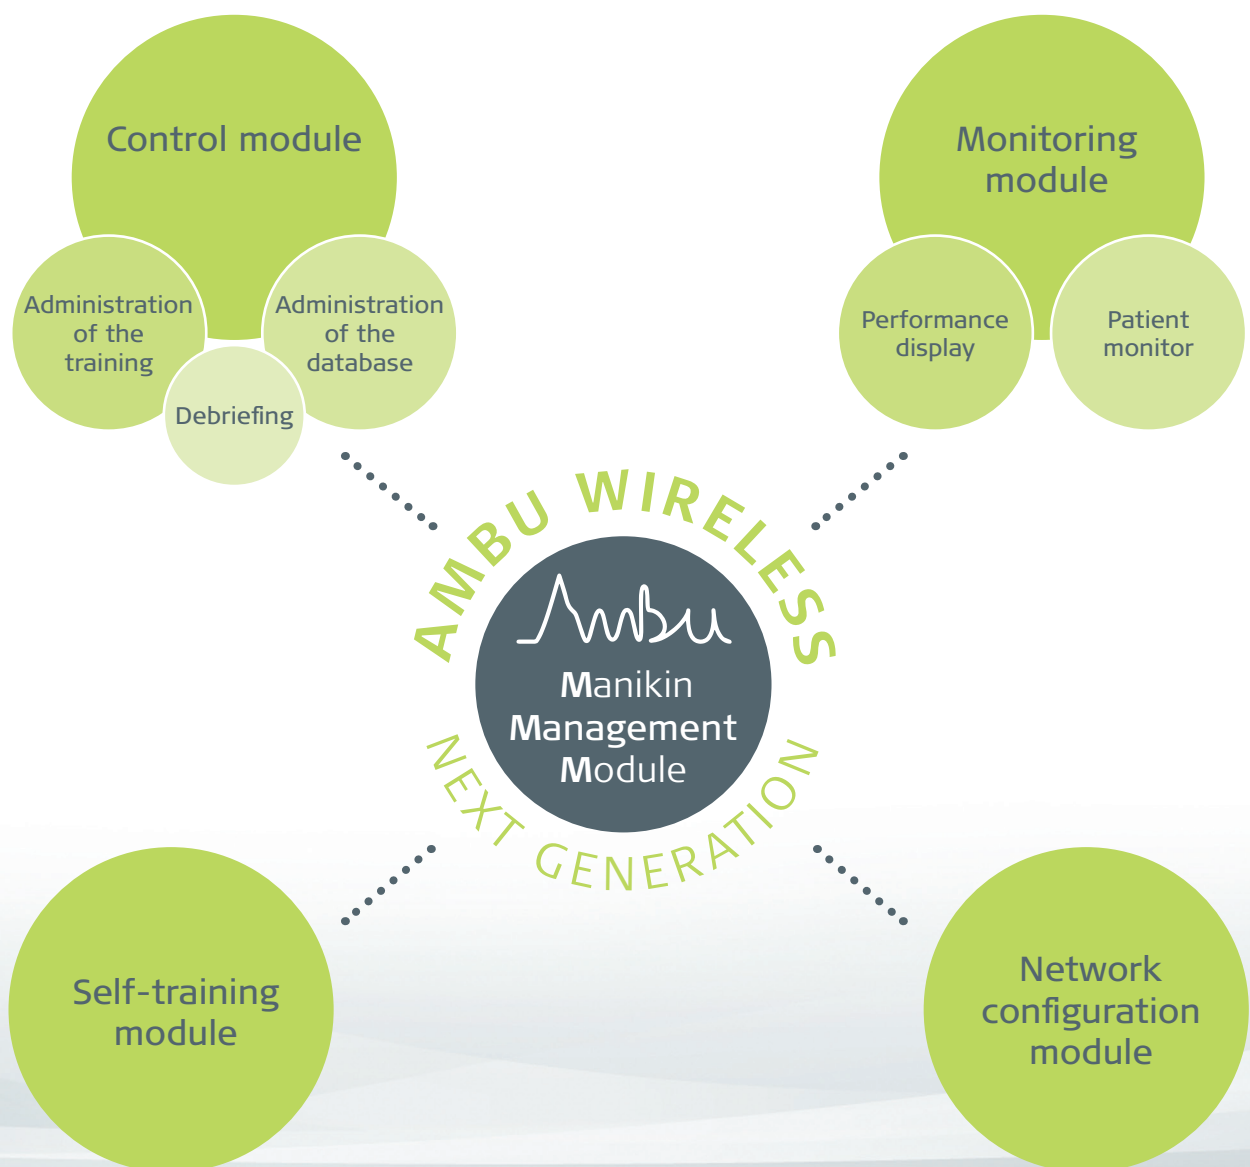 Control module
Administration
of the
training
Administration
of the
database
Debriefing
Monitoring
module
Performance
display
Patient
monitor
AMBU WIRELESS
Ambu
Manikin
Management
Module
NEXT GENERATION
Self-training
module
Network
configuration
module